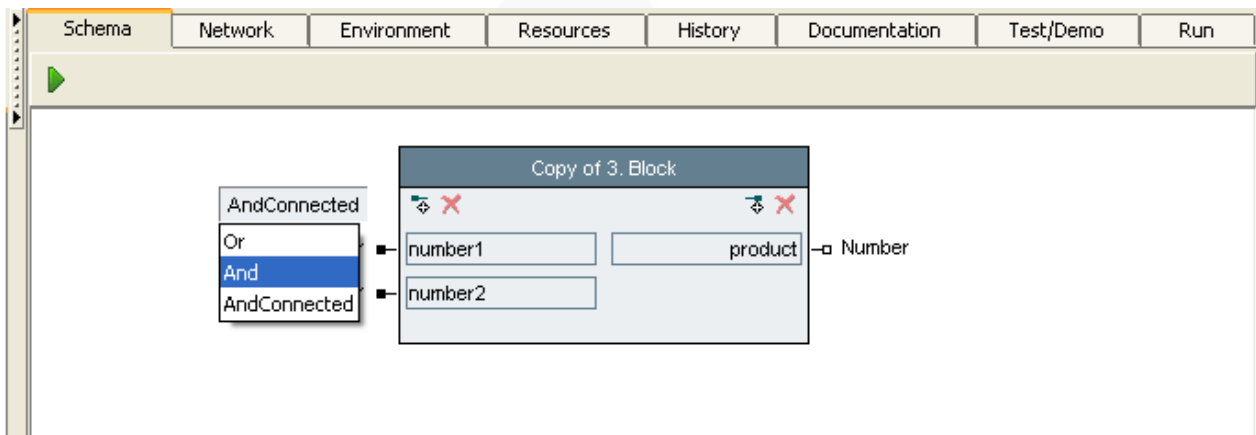 Schema Network Environment Resources History Documentation Test/Demo Run
Copy of 3. Block
AndConnected
Or
And
AndConnected
number1
number2
product
Number